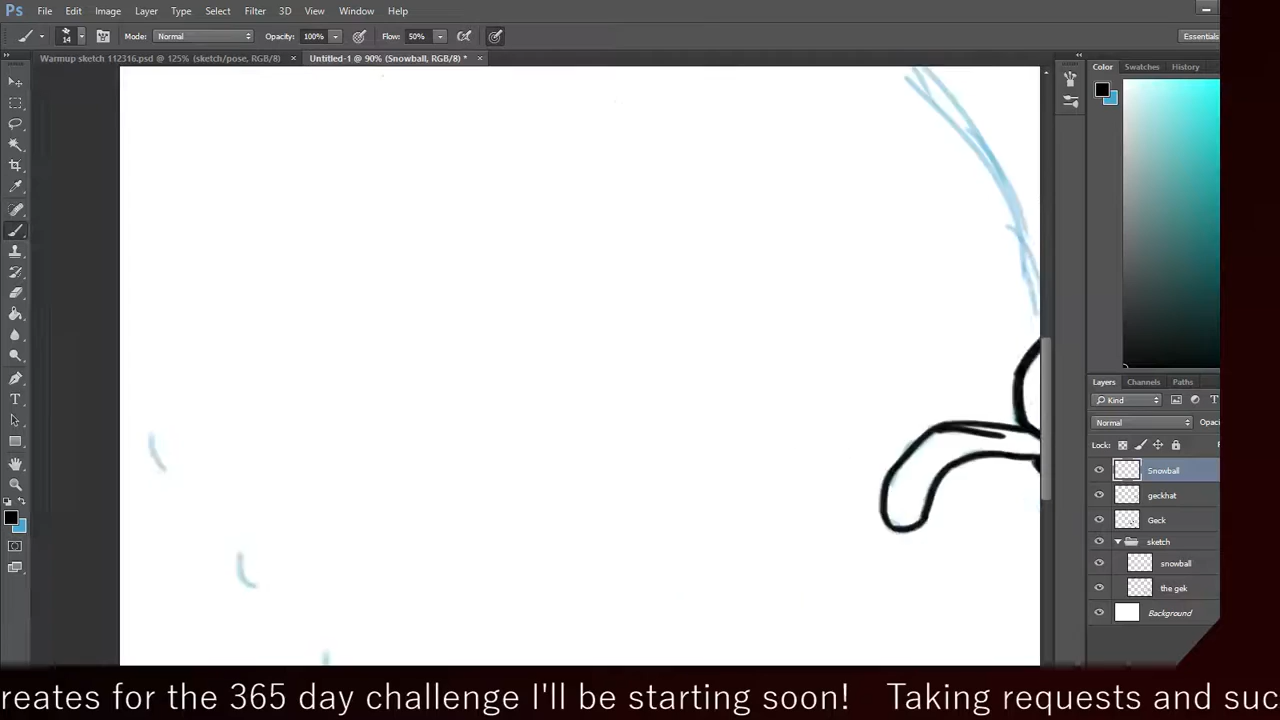 Ps File Edit Image Layer Type Select Filter 3D View Window Help
14 Mode: Normal Opacity: 100% Flow: 50% Essentials
Warmup sketch 112316.psd @ 125% (sketch/pose, RGB/8) × Untitled-1 @ 90% (Snowball, RGB/8) * ×
Color Swatches History
Layers Channels Paths
Kind
Normal Opac
Lock:
Snowball
geckhat
Geck
sketch
snowball
the gek
Background
reates for the 365 day challenge I'll be starting soon! Taking requests and suc